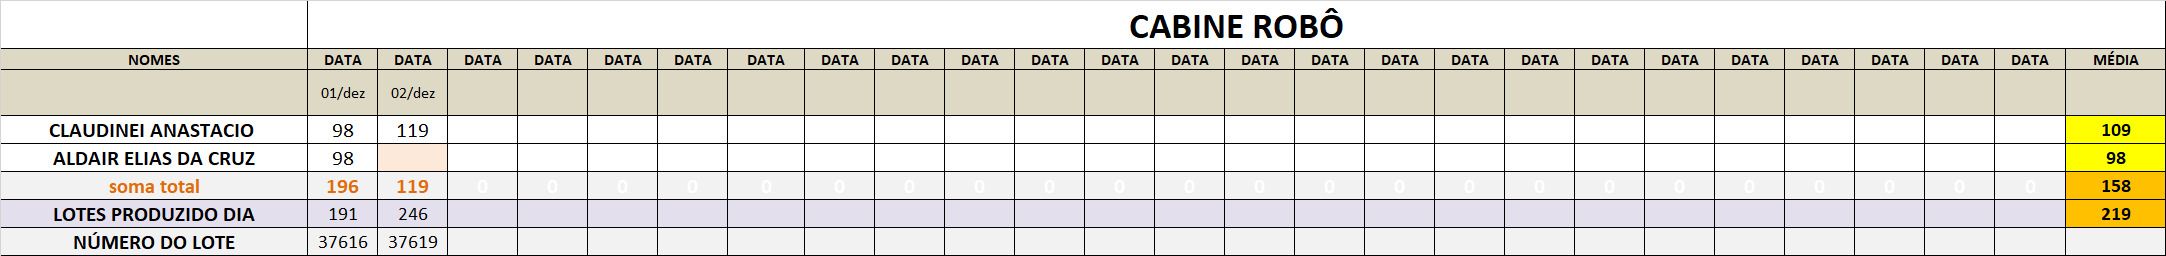 CABINE ROBÔ
NOMES DATA DATA DATA DATA DATA DATA DATA DATA DATA DATA DATA DATA DATA DATA DATA DATA DATA DATA DATA DATA DATA DATA DATA DATA MÉDIA
01/dez 02/dez
CLAUDINEI ANASTACIO 98 119 109
ALDAIR ELIAS DA CRUZ 98 98
soma total 196 119 0 0 0 0 0 0 0 0 0 0 0 0 0 0 0 0 0 0 0 0 0 0 0 158
LOTES PRODUZIDO DIA 191 246 219
NÚMERO DO LOTE 37616 37619